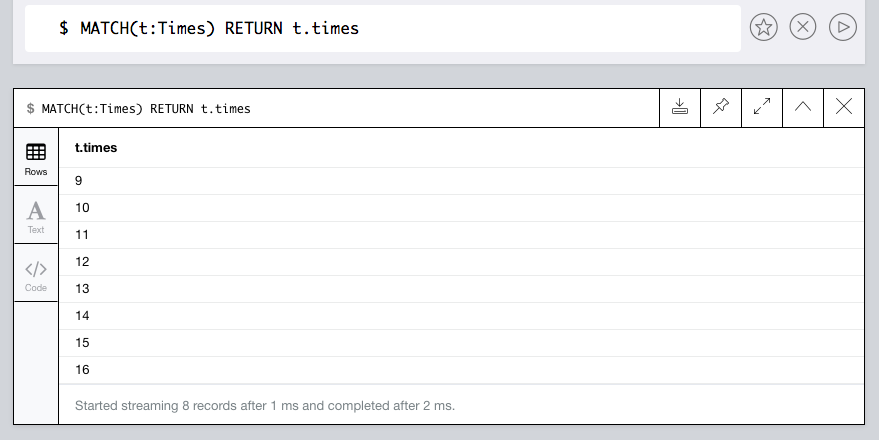 $ MATCH(t:Times) RETURN t.times
$ MATCH(t:Times) RETURN t.times
Rows
A
Text
</>
Code
t.times
9
10
11
12
13
14
15
16
Started streaming 8 records after 1 ms and completed after 2 ms.